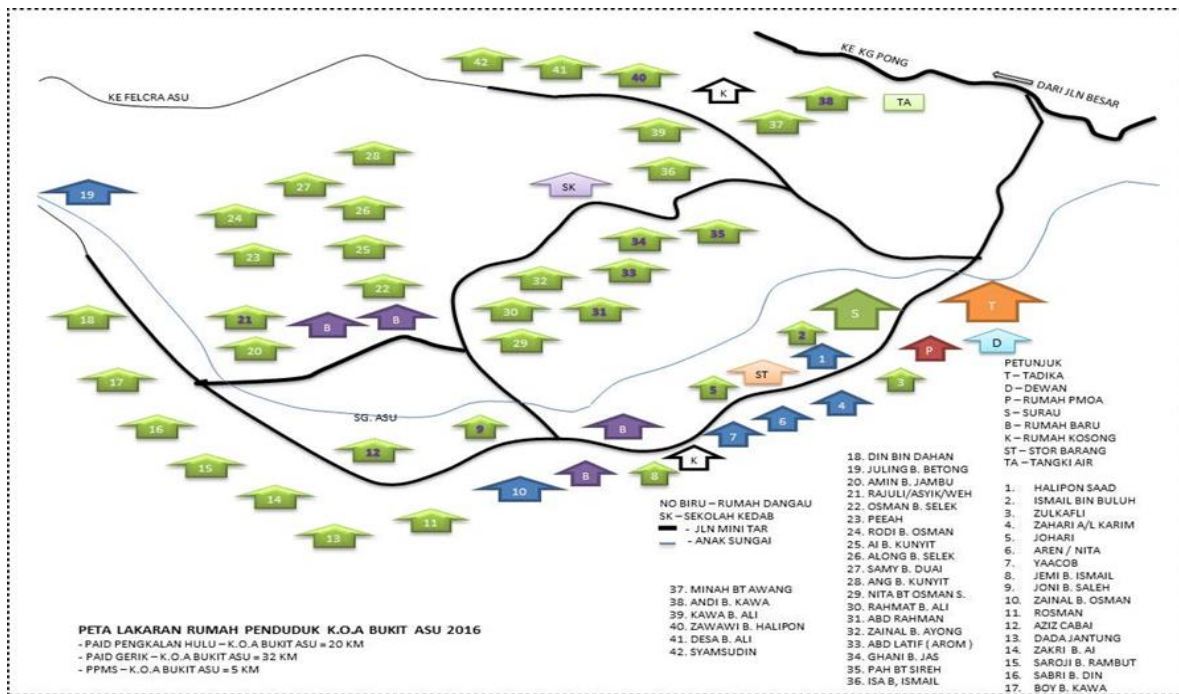 42
41
40
K
KE KG PONG
DARI JLN BESAR
38
TA
37
KE FELCRA ASU
39
28
36
19
27
SK
24
26
35
34
23
25
33
32
22
18
21
B
B
30
31
S
T
2
20
29
1
P
D
17
ST
5
3
SG. ASU
4
16
9
B
6
12
7
15
K
10
B
8
14
11
13
PETUNJUK
T – TADIKA
D – DEWAN
P – RUMAH PMOA
S – SURAU
B – RUMAH BARU
K – RUMAH KOSONG
ST – STOR BARANG
TA – TANGKI AIR
NO BIRU – RUMAH DANGAU
SK – SEKOLAH KEDAB
- JLN MINI TAR
- ANAK SUNGAI
1. HALIPON SAAD
2. ISMAIL BIN BULUH
3. ZULKAFLI
4. ZAHARI A/L KARIM
5. JOHARI
6. AREN / NITA
7. YAACOB
8. JEMI B. ISMAIL
9. JONI B. SALEH
10. ZAINAL B. OSMAN
11. ROSMAN
12. AZIZ CABAI
13. DADA JANTUNG
14. ZAKRI B. AI
15. SAROJI B. RAMBUT
16. SABRI B. DIN
17. BOY B. KAWA
18. DIN BIN DAHAN
19. JULING B. BETONG
20. AMIN B. JAMBU
21. RAJULI/ASYIK/WEH
22. OSMAN B. SELEK
23. PEEAH
24. RODI B. OSMAN
25. AI B. KUNYIT
26. ALONG B. SELEK
27. SAMY B. DUAI
28. ANG B. KUNYIT
29. NITA BT OSMAN S.
30. RAHMAT B. ALI
31. ABD RAHMAN
32. ZAINAL B. AYONG
33. ABD LATIF ( AROM )
34. GHANI B. JAS
35. PAH BT SIREH
36. ISA B, ISMAIL
37. MINAH BT AWANG
38. ANDI B. KAWA
39. KAWA B. ALI
40. ZAWAWI B. HALIPON
41. DESA B. ALI
42. SYAMSUDIN
PETA LAKARAN RUMAH PENDUDUK K.O.A BUKIT ASU 2016
- PAID PENGKALAN HULU – K.O.A BUKIT ASU = 20 KM
- PAID GERIK – K.O.A BUKIT ASU = 32 KM
- PPMS – K.O.A BUKIT ASU = 5 KM